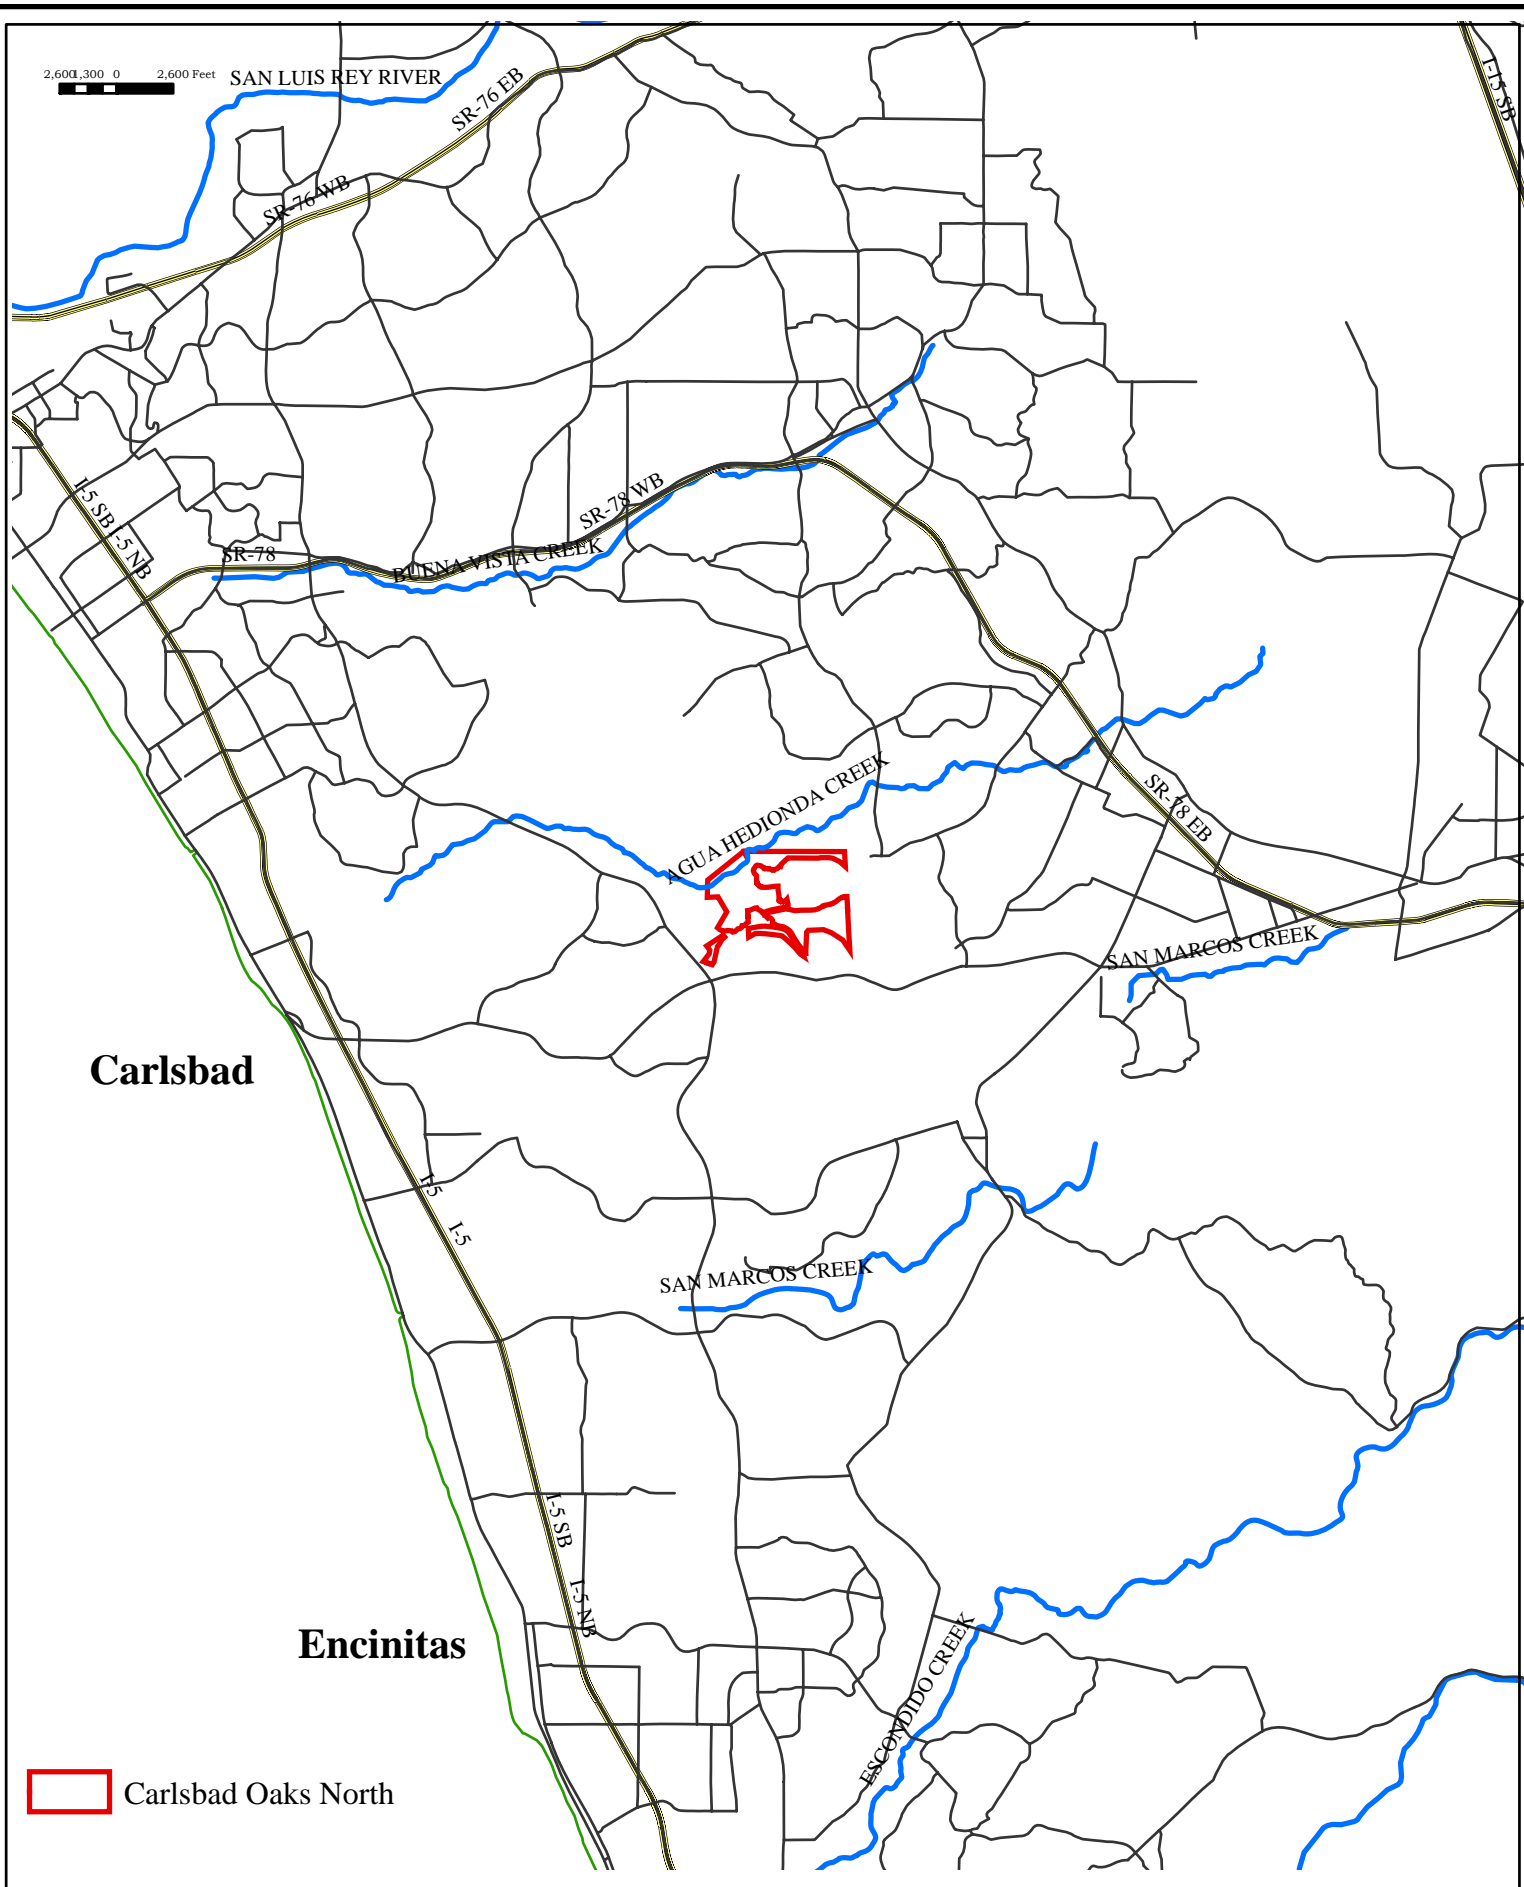 2,600 1,300 0 2,600 Feet
SAN LUIS REY RIVER
SR-76 EB
I-15 SB
SR-76 WB
I-5 SB
I-5 NB
SR-78 WB
SR-78
BUENA VISTA CREEK
AGUA HEDIONDA CREEK
SR-78 EB
SAN MARCOS CREEK
Carlsbad
I-5
I-5
SAN MARCOS CREEK
I-5 SB
I-5 NB
Encinitas
ESCONDIDO CREEK
Carlsbad Oaks North